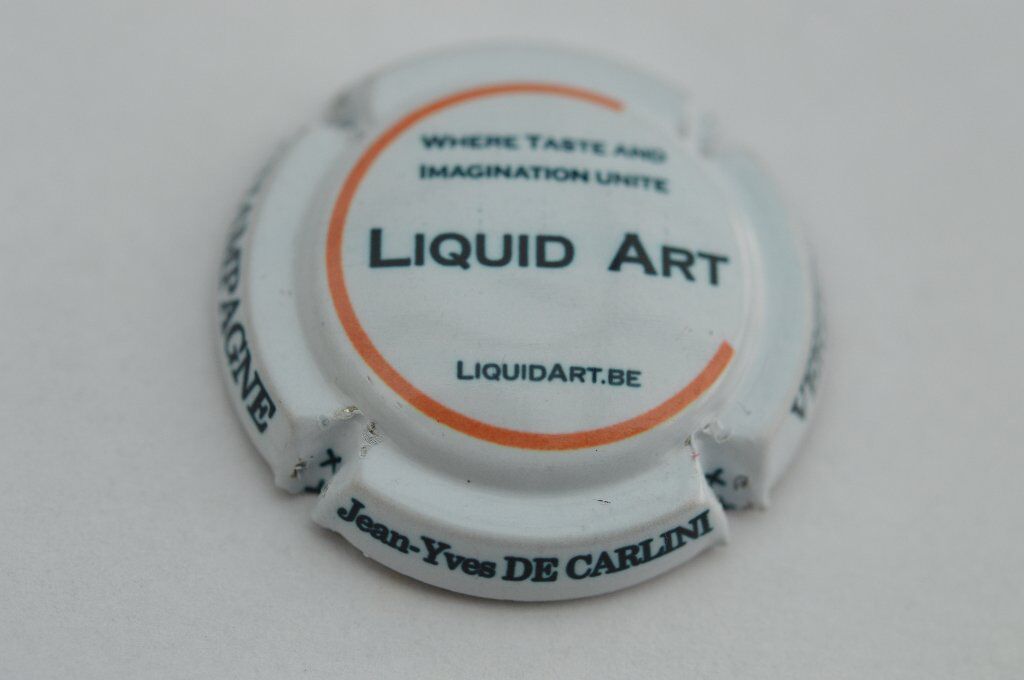 WHERE TASTE AND
IMAGINATION UNITE
LIQUID ART
LIQUIDART.BE
Jean-Yves DE CARLINI